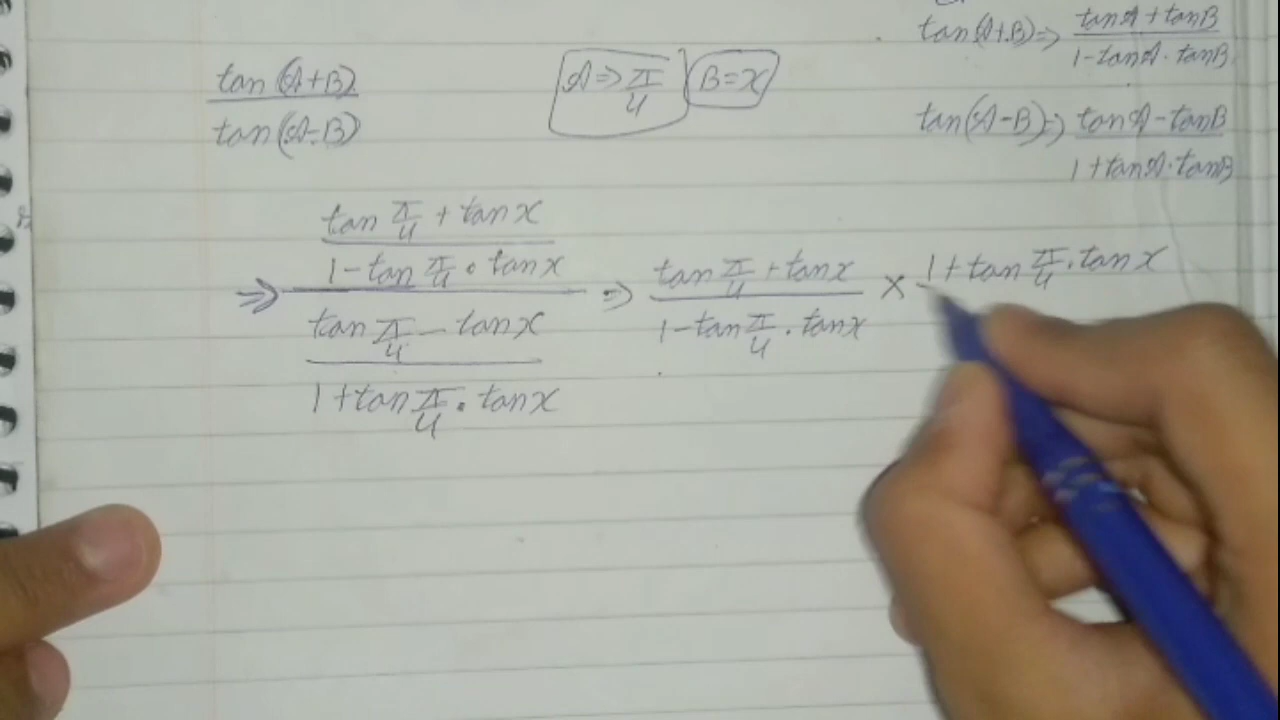 tan(A+B) => tanA + tanB
1 - tanA · tanB
tan(A+B)
tan(A-B)
A => π/4 B = x
tan(A-B) => tanA - tanB
1 + tanA · tanB
tan π/4 + tan x
1 - tan π/4 · tan x
=>
tan π/4 - tan x
1 + tan π/4 · tan x
=> tan π/4 + tan x
1 - tan π/4 · tan x
× 1 + tan π/4 · tan x